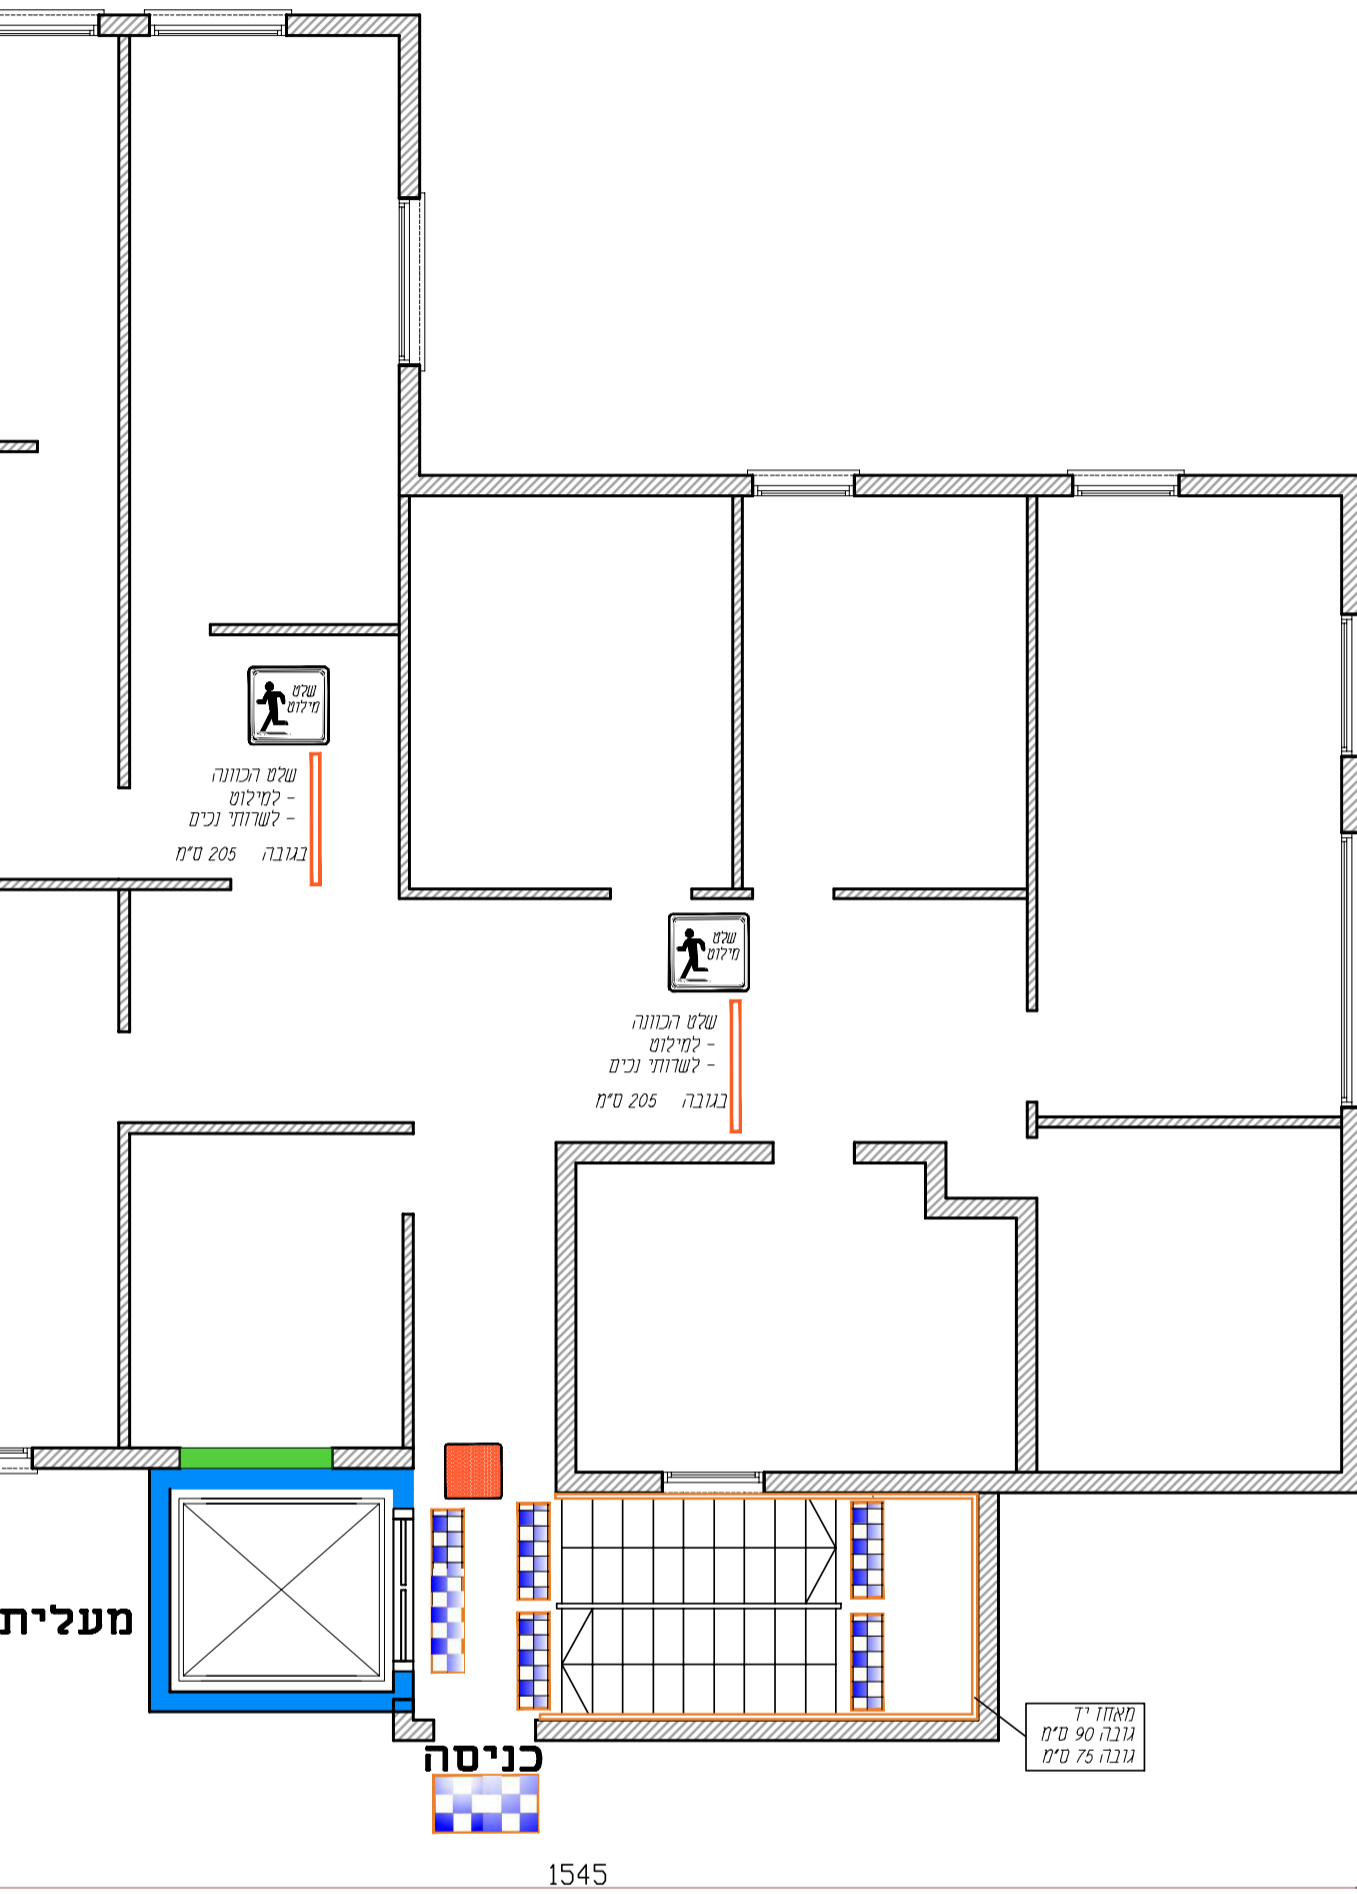 שלט
מילוט
שלט הכוונה
- למילוט
- לשרותי נכים
בגובה 205 ס"מ
שלט
מילוט
שלט הכוונה
- למילוט
- לשרותי נכים
בגובה 205 ס"מ
מעלית
מאחז יד
גובה 90 ס"מ
גובה 75 ס"מ
כניסה
1545